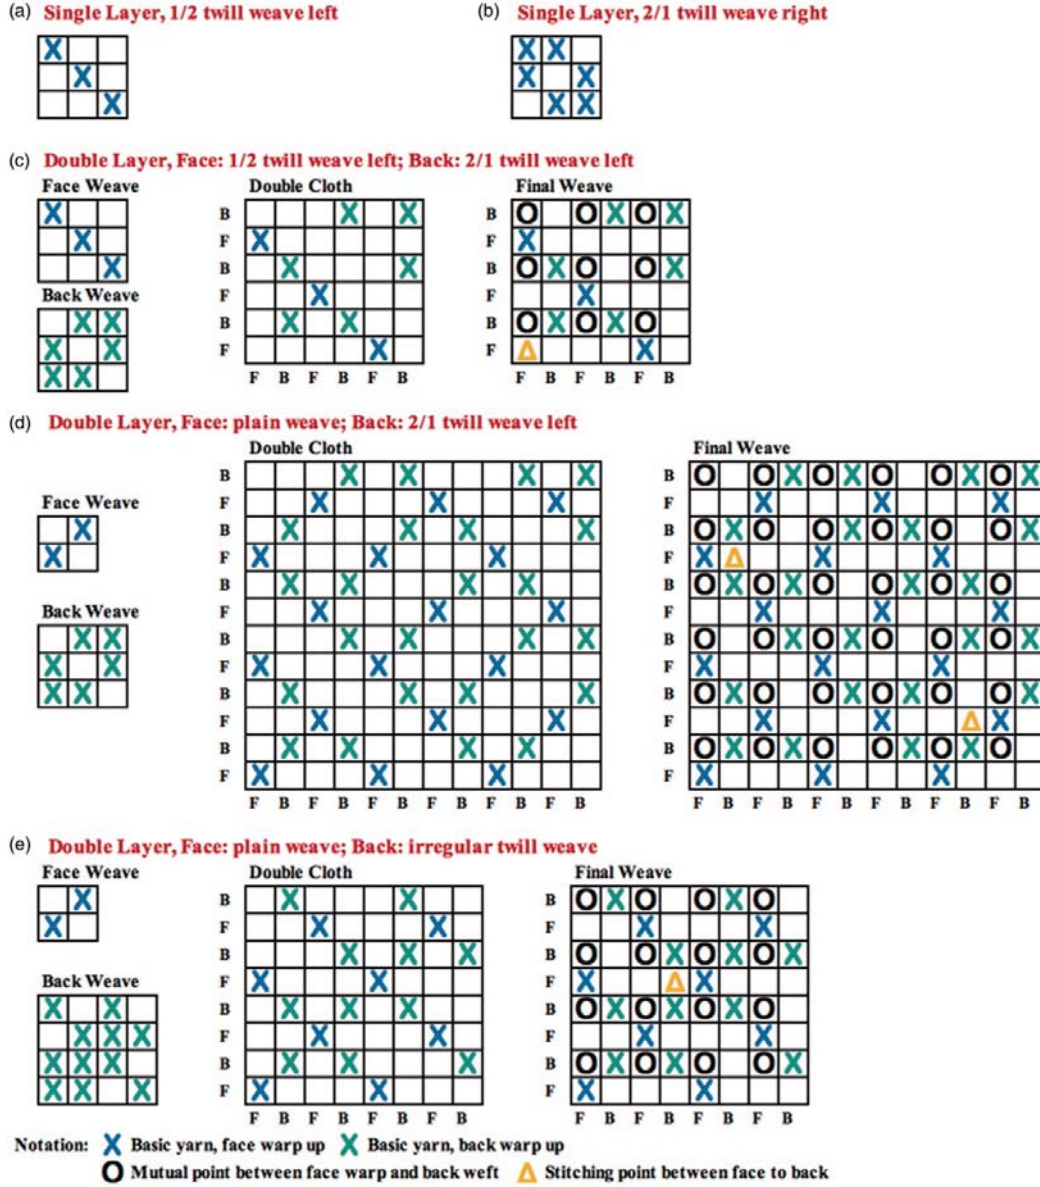 (a) Single Layer, 1/2 twill weave left
(b) Single Layer, 2/1 twill weave right
X
X
X
X X
X X
X X
(c) Double Layer, Face: 1/2 twill weave left; Back: 2/1 twill weave left
Face Weave
X
X
X
Back Weave
X X
X X
X X
Double Cloth
B X X
F X
B X X
F X
B X X
F X
F B F B F B
Final Weave
B O O X O X
F X
B O X O O X
F X
B O X O X O
F Δ X
F B F B F B
(d) Double Layer, Face: plain weave; Back: 2/1 twill weave left
Face Weave
X
X
Back Weave
X X
X X
X X
Double Cloth
B X X X X
F X X X
B X X X X
F X X X
B X X X X
F X X X
B X X X X
F X X X
B X X X X
F X X X
B X X X X
F X X X
F B F B F B F B F B F B
Final Weave
B O O X O X O O X O X
F X X X
B O X O O X O X O O X
F X Δ X X
B O X O X O O X O X O
F X X X
B O O X O X O O X O X
F X X X
B O X O O X O X O O X
F X X Δ X
B O X O X O O X O X O
F X X X
F B F B F B F B F B F B
(e) Double Layer, Face: plain weave; Back: irregular twill weave
Face Weave
X
X
Back Weave
X X
X X X
X X X
X X X
Double Cloth
B X X
F X X
B X X X
F X X
B X X X
F X X
B X X X
F X X
F B F B F B F B
Final Weave
B O X O O X O
F X X
B O O X O X O X
F X Δ X
B O X O X O X O
F X X
B O X O X O O X
F X X
F B F B F B F B
Notation: X Basic yarn, face warp up X Basic yarn, back warp up
O Mutual point between face warp and back weft Δ Stitching point between face to back